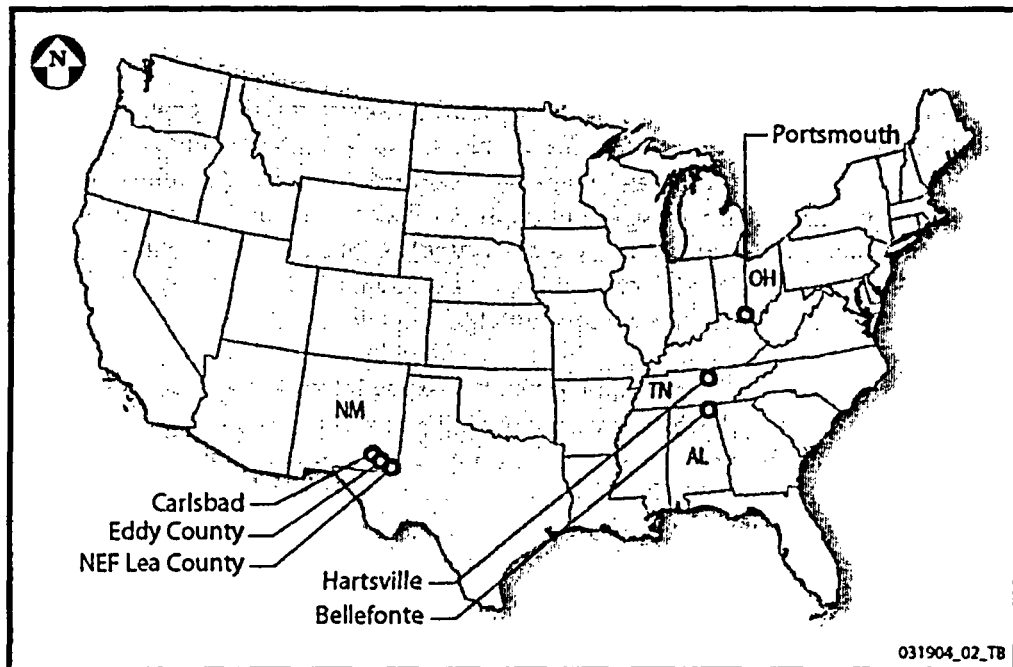 N
Portsmouth
OH
TN
NM
AL
Carlsbad
Eddy County
NEF Lea County
Hartsville
Bellefonte
031904_02_TB